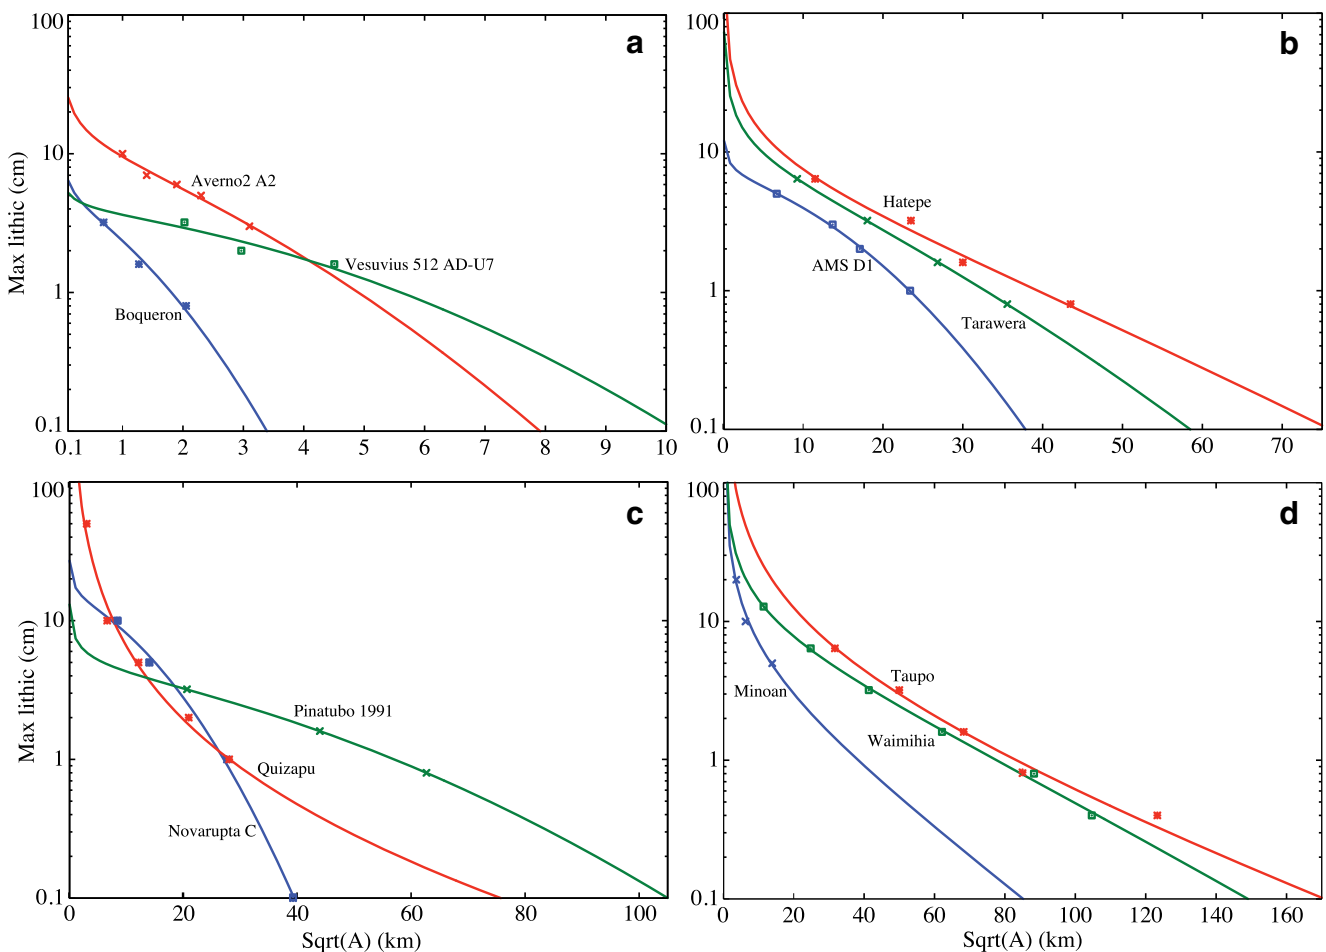 100
10
1
0.1
Max lithic (cm)
a
Averno2 A2
Vesuvius 512 AD-U7
Boqueron
0.1 1 2 3 4 5 6 7 8 9 10
100
10
1
0.1
b
Hatepe
AMS D1
Tarawera
0 10 20 30 40 50 60 70
100
10
1
0.1
Max lithic (cm)
c
Pinatubo 1991
Quizapu
Novarupta C
0 20 40 60 80 100
Sqrt(A) (km)
100
10
1
0.1
d
Taupo
Minoan
Waimihia
0 20 40 60 80 100 120 140 160
Sqrt(A) (km)